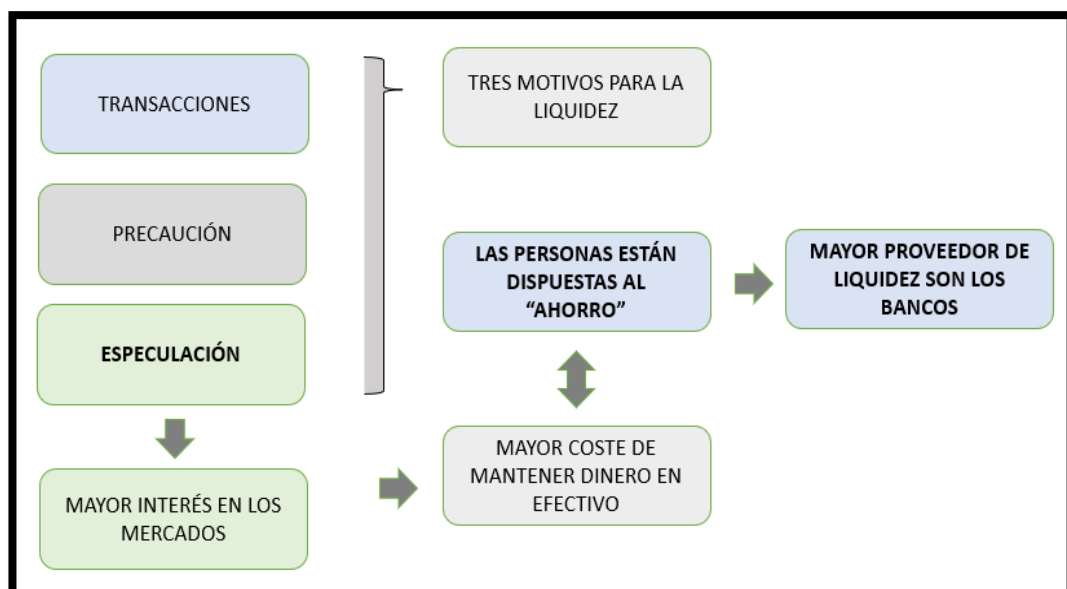 TRANSACCIONES
TRES MOTIVOS PARA LA
LIQUIDEZ
PRECAUCIÓN
LAS PERSONAS ESTÁN
DISPUESTAS AL
“AHORRO”
MAYOR PROVEEDOR DE
LIQUIDEZ SON LOS
BANCOS
ESPECULACIÓN
MAYOR INTERÉS EN LOS
MERCADOS
MAYOR COSTE DE
MANTENER DINERO EN
EFECTIVO